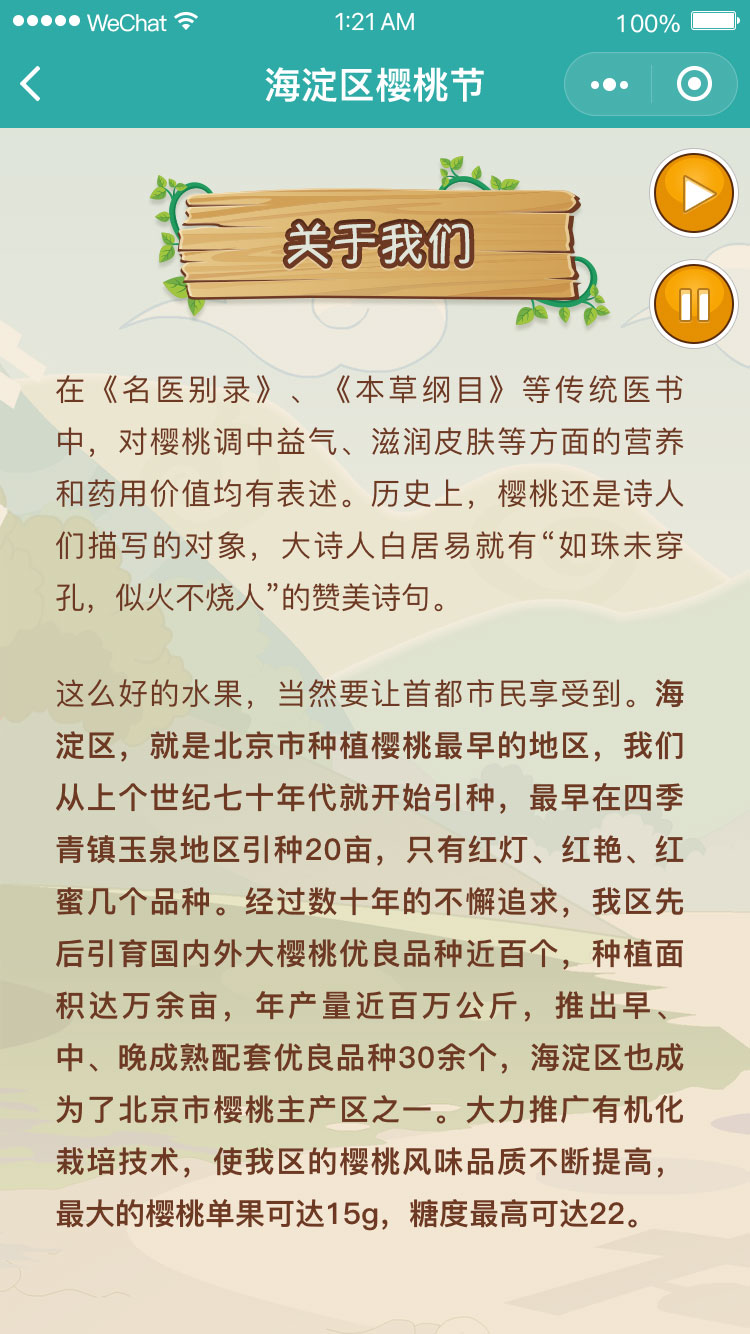 WeChat 1:21 AM 100%
海淀区樱桃节
关于我们
在《名医别录》、《本草纲目》等传统医书
中，对樱桃调中益气、滋润皮肤等方面的营养
和药用价值均有表述。历史上，樱桃还是诗人
们描写的对象，大诗人白居易就有“如珠未穿
孔，似火不烧人”的赞美诗句。
这么好的水果，当然要让首都市民享受到。海
淀区，就是北京市种植樱桃最早的地区，我们
从上个世纪七十年代就开始引种，最早在四季
青镇玉泉地区引种20亩，只有红灯、红艳、红
蜜几个品种。经过数十年的不懈追求，我区先
后引育国内外大樱桃优良品种近百个，种植面
积达万余亩，年产量近百万公斤，推出早、
中、晚成熟配套优良品种30余个，海淀区也成
为了北京市樱桃主产区之一。大力推广有机化
栽培技术，使我区的樱桃风味品质不断提高，
最大的樱桃单果可达15g，糖度最高可达22。